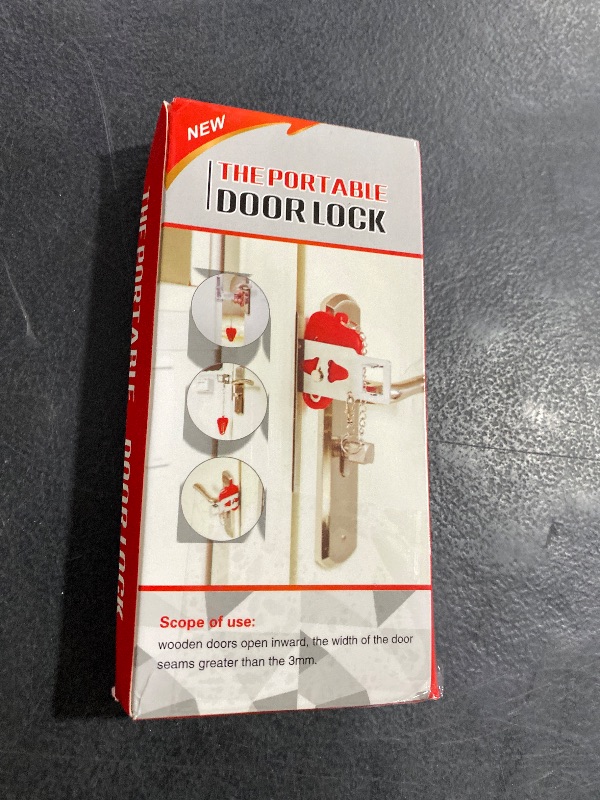 NEW
THE PORTABLE
DOOR LOCK
THE PORTABLE DOOR LOCK
Scope of use:
wooden doors open inward, the width of the door
seams greater than the 3mm.